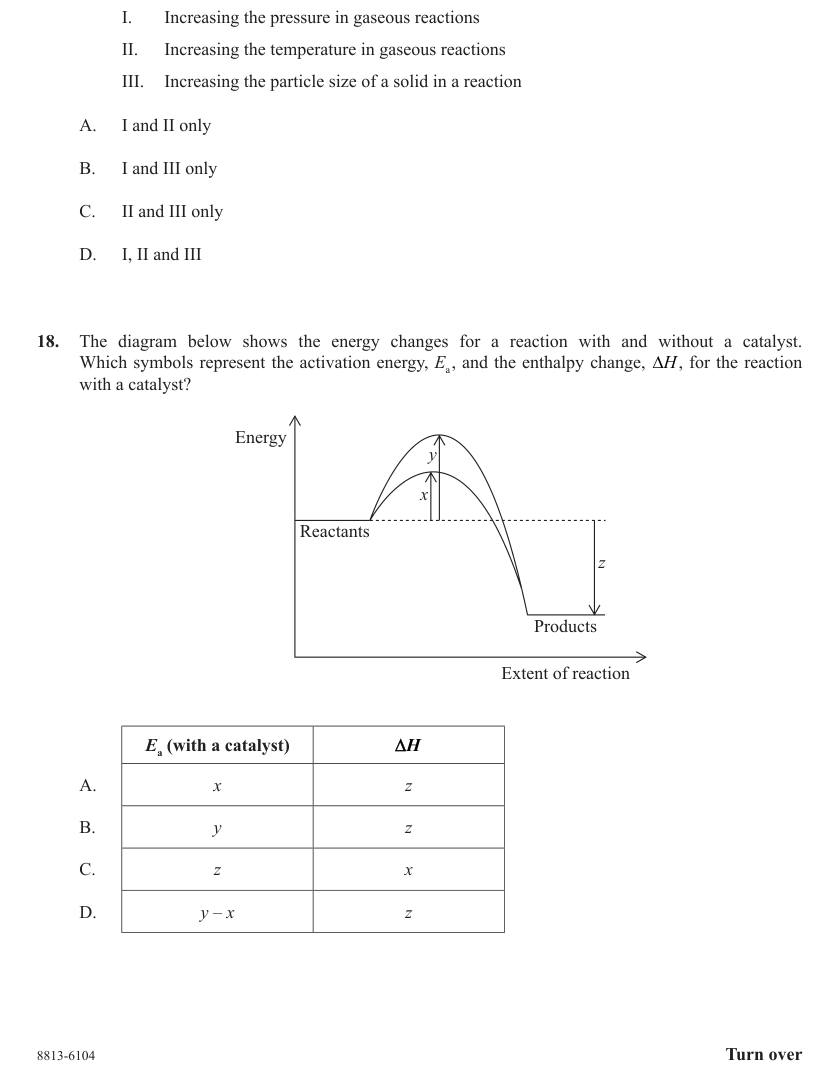 I. Increasing the pressure in gaseous reactions
II. Increasing the temperature in gaseous reactions
III. Increasing the particle size of a solid in a reaction
A. I and II only
B. I and III only
C. II and III only
D. I, II and III
18. The diagram below shows the energy changes for a reaction with and without a catalyst.
Which symbols represent the activation energy, Ea, and the enthalpy change, ΔH, for the reaction
with a catalyst?
Energy
y
x
Reactants
z
Products
Extent of reaction
Ea (with a catalyst) ΔH
A. x z
B. y z
C. z x
D. y – x z
8813-6104 Turn over